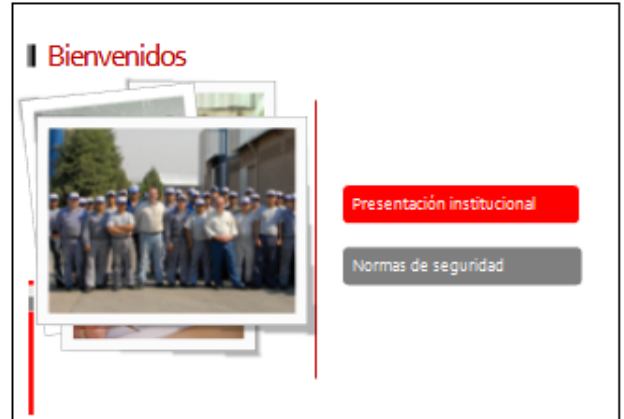 Bienvenidos
Presentación institucional
Normas de seguridad